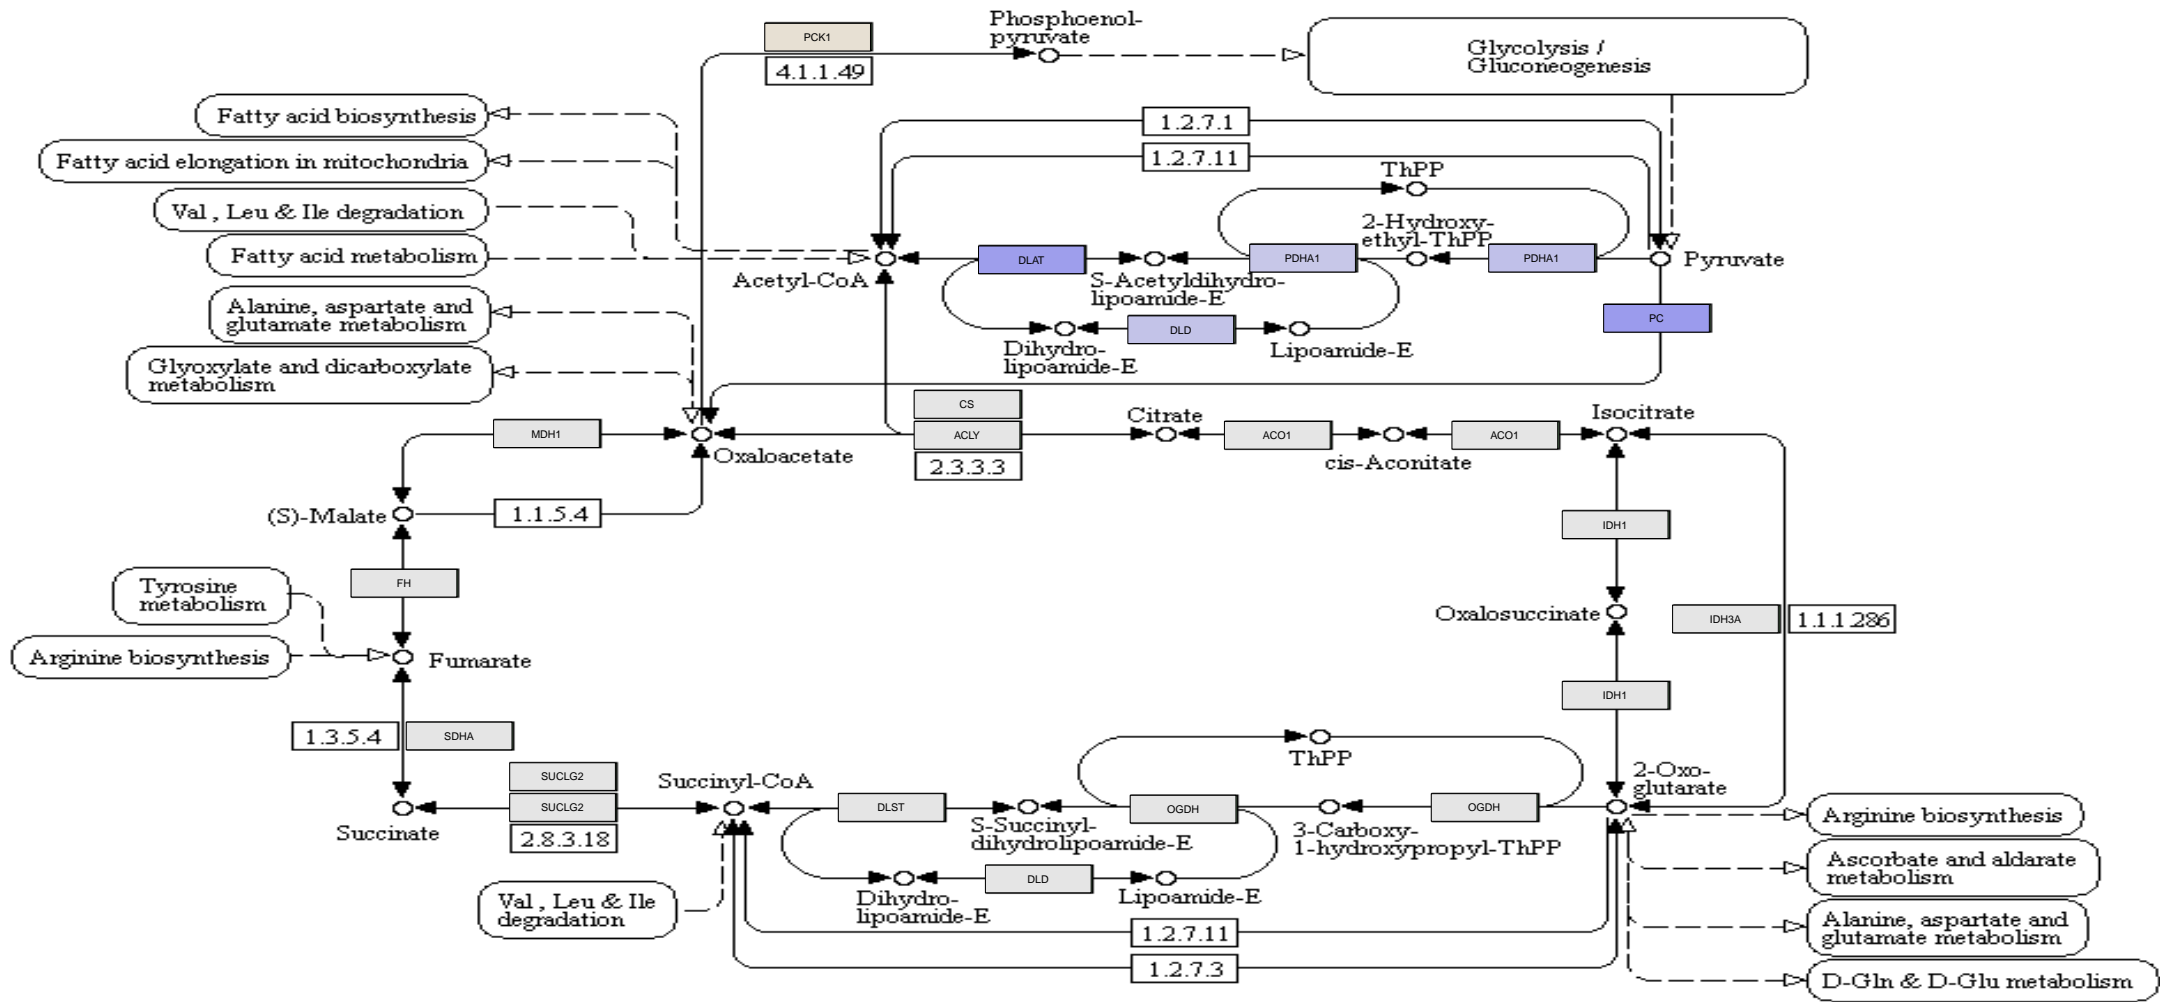 Phosphoenol-
pyruvate
PCK1
4.1.1.49
Glycolysis /
Gluconeogenesis
Fatty acid biosynthesis
1.2.7.1
Fatty acid elongation in mitochondria
1.2.7.11
ThPP
Val , Leu & Ile degradation
2-Hydroxy-
ethyl-ThPP
Fatty acid metabolism
DLAT
PDHA1
PDHA1
Pyruvate
Acetyl-CoA
S-Acetyldihydro-
lipoamide-E
Alanine, aspartate and
glutamate metabolism
DLD
PC
Dihydro-
lipoamide-E
Lipoamide-E
Glyoxylate and dicarboxylate
metabolism
CS
Citrate
Isocitrate
MDH1
ACLY
ACO1
ACO1
Oxaloacetate
2.3.3.3
cis-Aconitate
(S)-Malate
1.1.5.4
IDH1
FH
Tyrosine
metabolism
Oxalosuccinate
IDH3A
1.1.1.286
Arginine biosynthesis
Fumarate
IDH1
1.3.5.4
SDHA
ThPP
SUCLG2
Succinyl-CoA
2-Oxo-
glutarate
SUCLG2
DLST
OGDH
OGDH
Succinate
2.8.3.18
S-Succinyl-
dihydrolipoamide-E
3-Carboxy-
1-hydroxypropyl-ThPP
Arginine biosynthesis
Ascorbate and aldarate
metabolism
DLD
Val , Leu & Ile
degradation
Dihydro-
lipoamide-E
Lipoamide-E
Alanine, aspartate and
glutamate metabolism
1.2.7.11
1.2.7.3
D-Gln & D-Glu metabolism